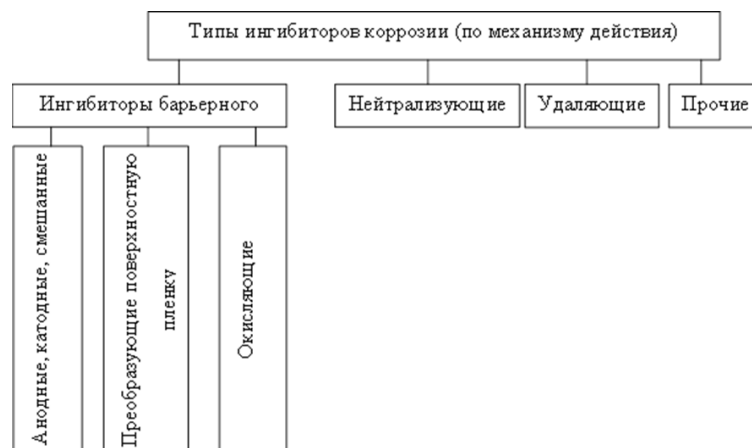 Типы ингибиторов коррозии (по механизму действия)
Ингибиторы барьерного
Нейтрализующие
Удаляющие
Прочие
Анодные, катодные, смешанные
Преобразующие поверхностную
пленку
Окисляющие